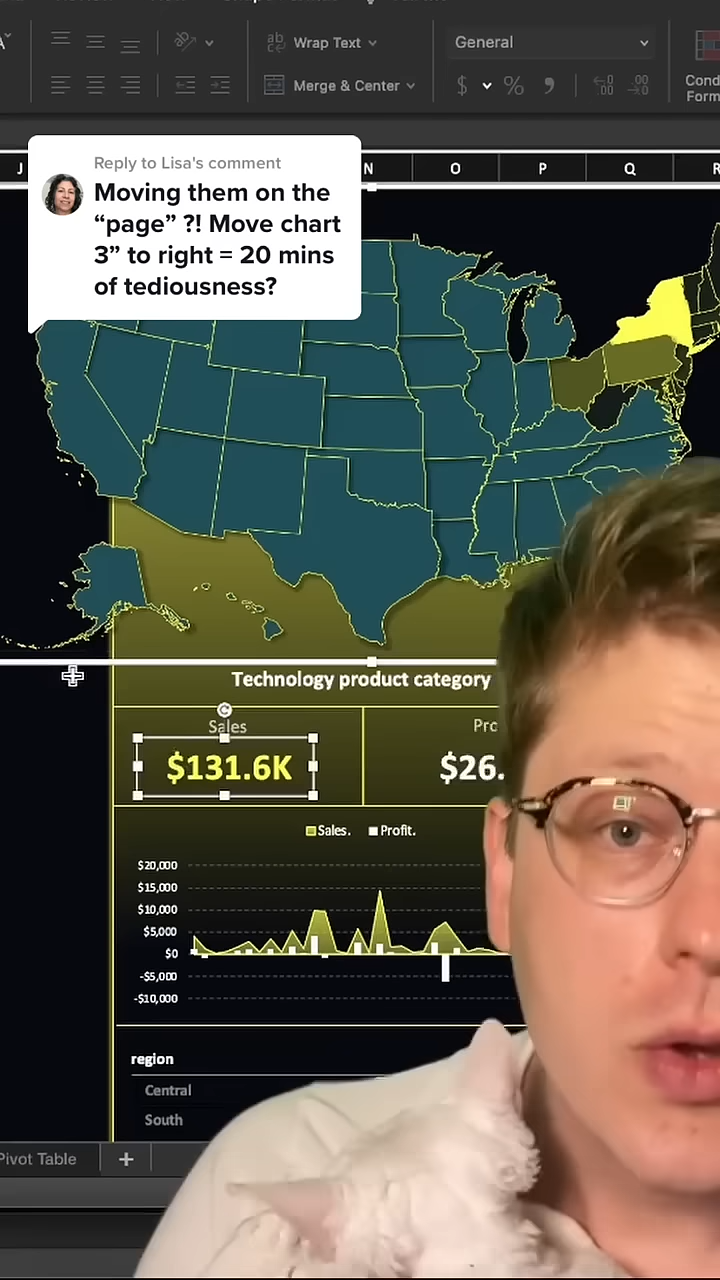 Wrap Text
General
Merge & Center
$
%
Cond
Form
J
N
O
P
Q
R
Reply to Lisa's comment
Moving them on the
“page” ?! Move chart
3” to right = 20 mins
of tediousness?
Technology product category
Sales
$131.6K
Pro
$26.
Sales.
Profit.
$20,000
$15,000
$10,000
$5,000
$0
-$5,000
-$10,000
region
Central
South
Pivot Table
+